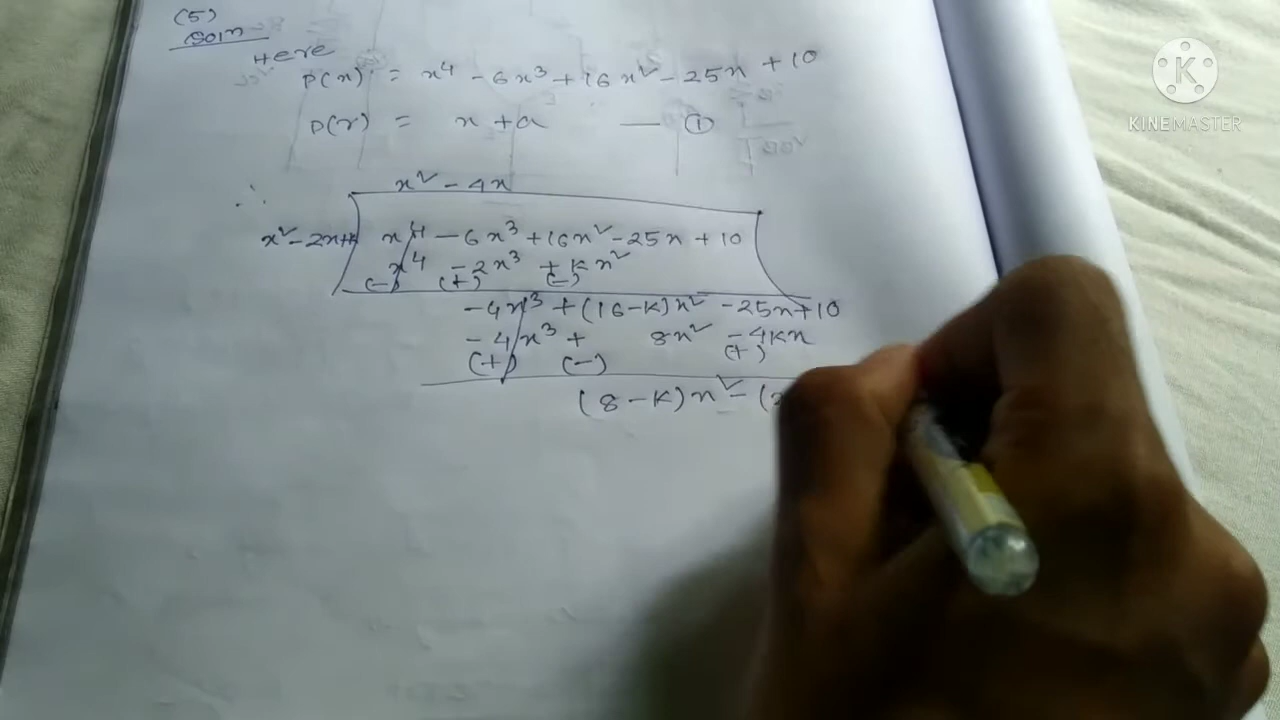 (5)
Soln
Here
P(x) = x⁴ - 6x³ + 16x² - 25x + 10
P(r) = x + a — ①
K
KINEMASTER
∴ x² - 4x
x² - 2x + k x⁴ - 6x³ + 16x² - 25x + 10
x⁴ - 2x³ + kx²
(-) (+) (-)
-4x³ + (16-k)x² - 25x + 10
-4x³ + 8x² - 4kx
(+) (-) (+)
(8-k)x² - (2